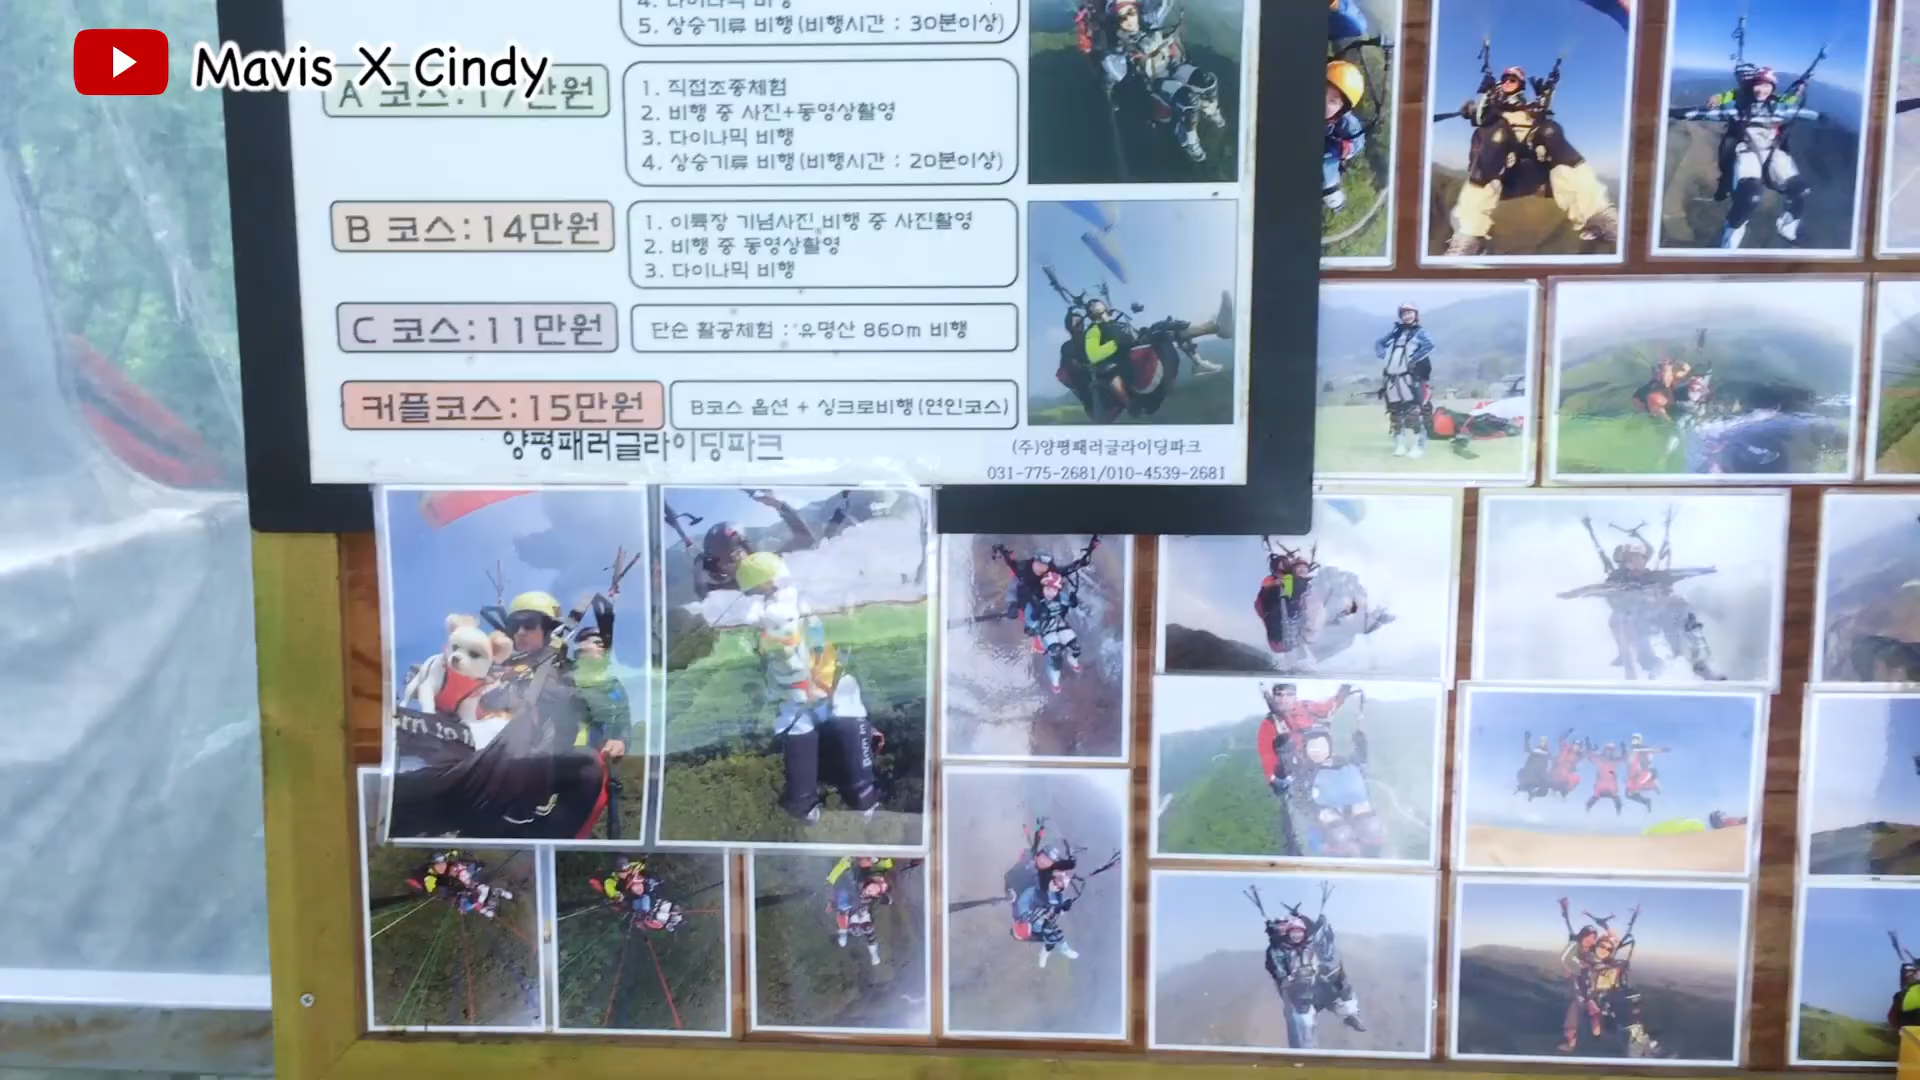 Mavis X Cindy
5. 상승기류 비행(비행시간 : 30분이상)
A 코스:17만원
1. 직접조종체험
2. 비행 중 사진+동영상촬영
3. 다이나믹 비행
4. 상승기류 비행(비행시간 : 20분이상)
B 코스:14만원
1. 이륙장 기념사진,비행 중 사진촬영
2. 비행 중 동영상촬영
3. 다이나믹 비행
C 코스:11만원
단순 활공체험 : 유명산 860m 비행
커플코스:15만원
B코스 옵션 + 싱크로비행(연인코스)
양평패러글라이딩파크
(주)양평패러글라이딩파크
031-775-2681/010-4539-2681